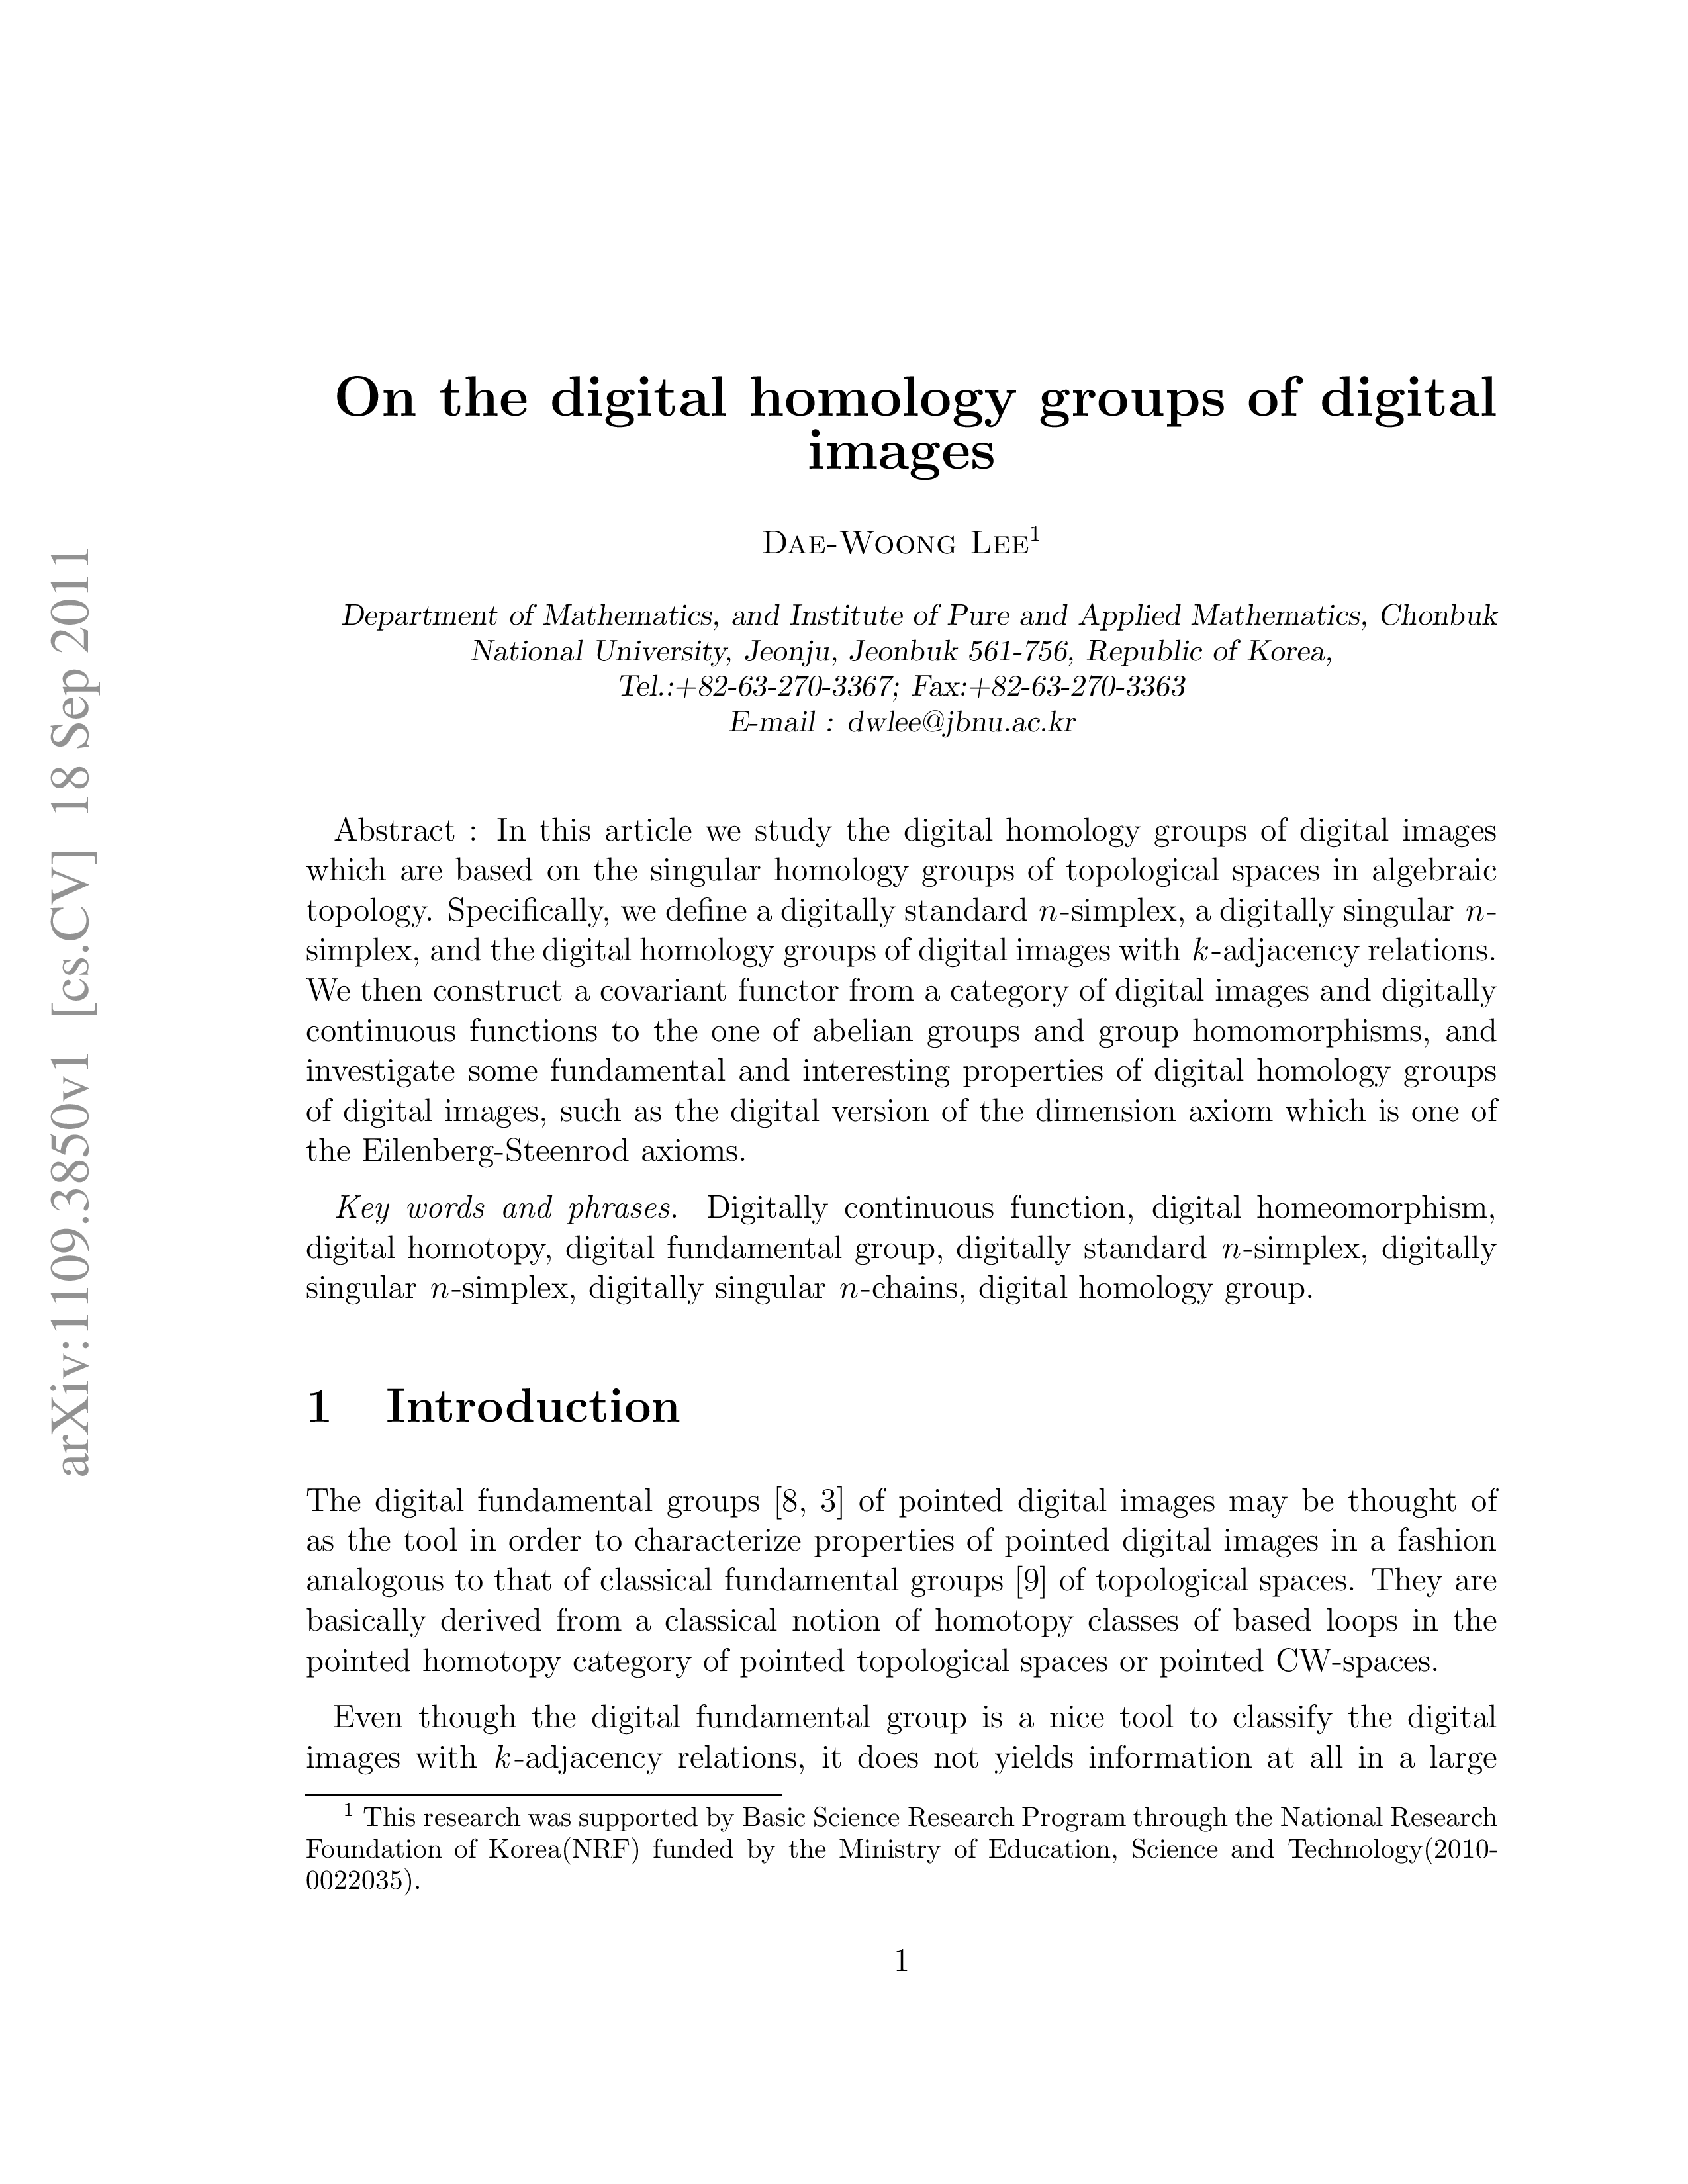 On the digital homology groups of digital
images
Dae-Woong Lee1
Department of Mathematics, and Institute of Pure and Applied Mathematics, Chonbuk
National University, Jeonju, Jeonbuk 561-756, Republic of Korea,
Tel.:+82-63-270-3367; Fax:+82-63-270-3363
E-mail : dwlee@jbnu.ac.kr
Abstract : In this article we study the digital homology groups of digital images
which are based on the singular homology groups of topological spaces in algebraic
topology. Specifically, we define a digitally standard n-simplex, a digitally singular n-
simplex, and the digital homology groups of digital images with k-adjacency relations.
We then construct a covariant functor from a category of digital images and digitally
continuous functions to the one of abelian groups and group homomorphisms, and
investigate some fundamental and interesting properties of digital homology groups
of digital images, such as the digital version of the dimension axiom which is one of
the Eilenberg-Steenrod axioms.
Key words and phrases. Digitally continuous function, digital homeomorphism,
digital homotopy, digital fundamental group, digitally standard n-simplex, digitally
singular n-simplex, digitally singular n-chains, digital homology group.
1 Introduction
The digital fundamental groups [8, 3] of pointed digital images may be thought of
as the tool in order to characterize properties of pointed digital images in a fashion
analogous to that of classical fundamental groups [9] of topological spaces. They are
basically derived from a classical notion of homotopy classes of based loops in the
pointed homotopy category of pointed topological spaces or pointed CW-spaces.
Even though the digital fundamental group is a nice tool to classify the digital
images with k-adjacency relations, it does not yields information at all in a large
1 This research was supported by Basic Science Research Program through the National Research
Foundation of Korea(NRF) funded by the Ministry of Education, Science and Technology(2010-
0022035).
1
arXiv:1109.3850v1 [cs.CV] 18 Sep 2011